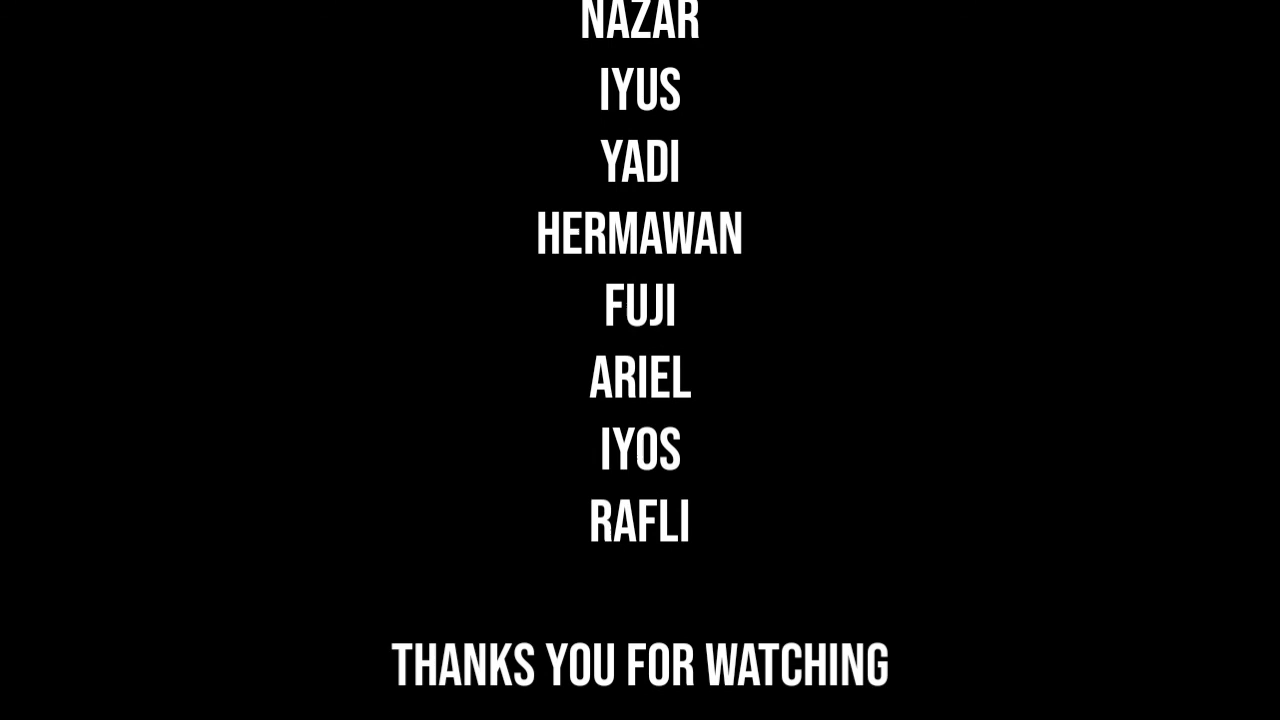 NAZAR
IYUS
YADI
HERMAWAN
FUJI
ARIEL
IYOS
RAFLI
THANKS YOU FOR WATCHING